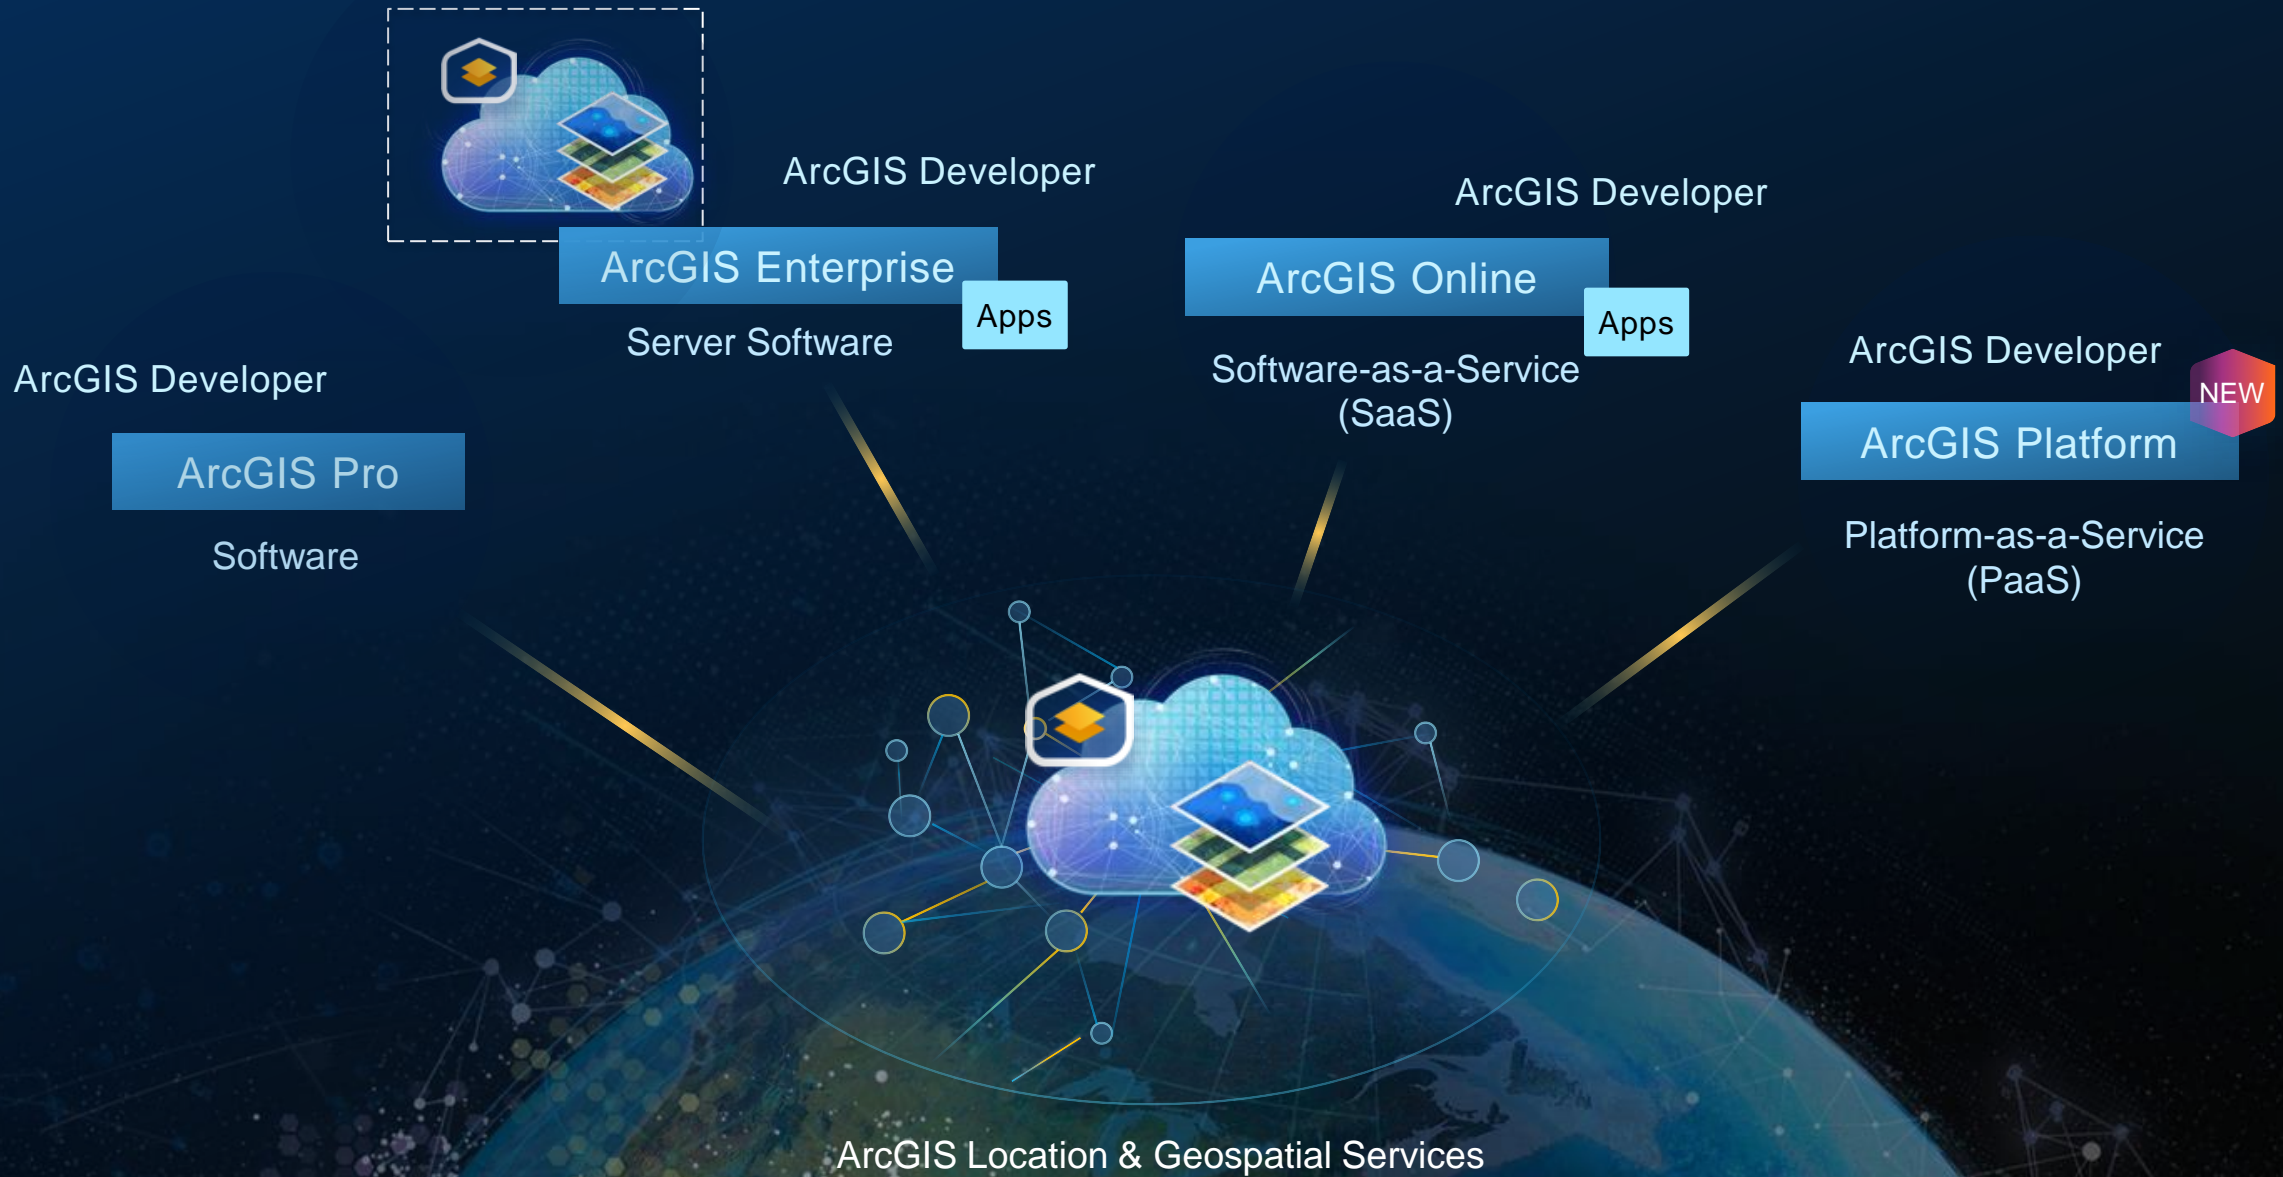 ArcGIS Developer
ArcGIS Pro
Software
ArcGIS Developer
ArcGIS Enterprise
Apps
Server Software
ArcGIS Developer
ArcGIS Online
Apps
Software-as-a-Service
(SaaS)
ArcGIS Developer
NEW
ArcGIS Platform
Platform-as-a-Service
(PaaS)
ArcGIS Location & Geospatial Services